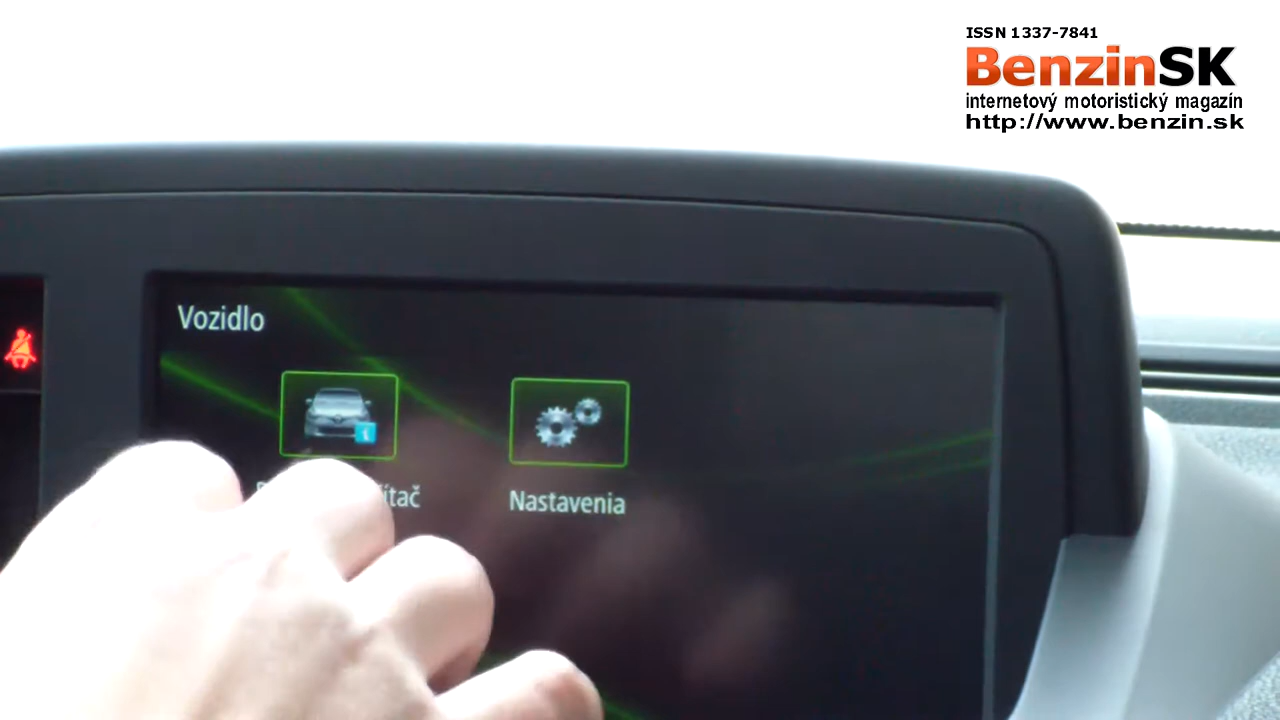 ISSN 1337-7841
BenzinSK
internetový motoristický magazín
http://www.benzin.sk
Vozidlo
Nastavenia